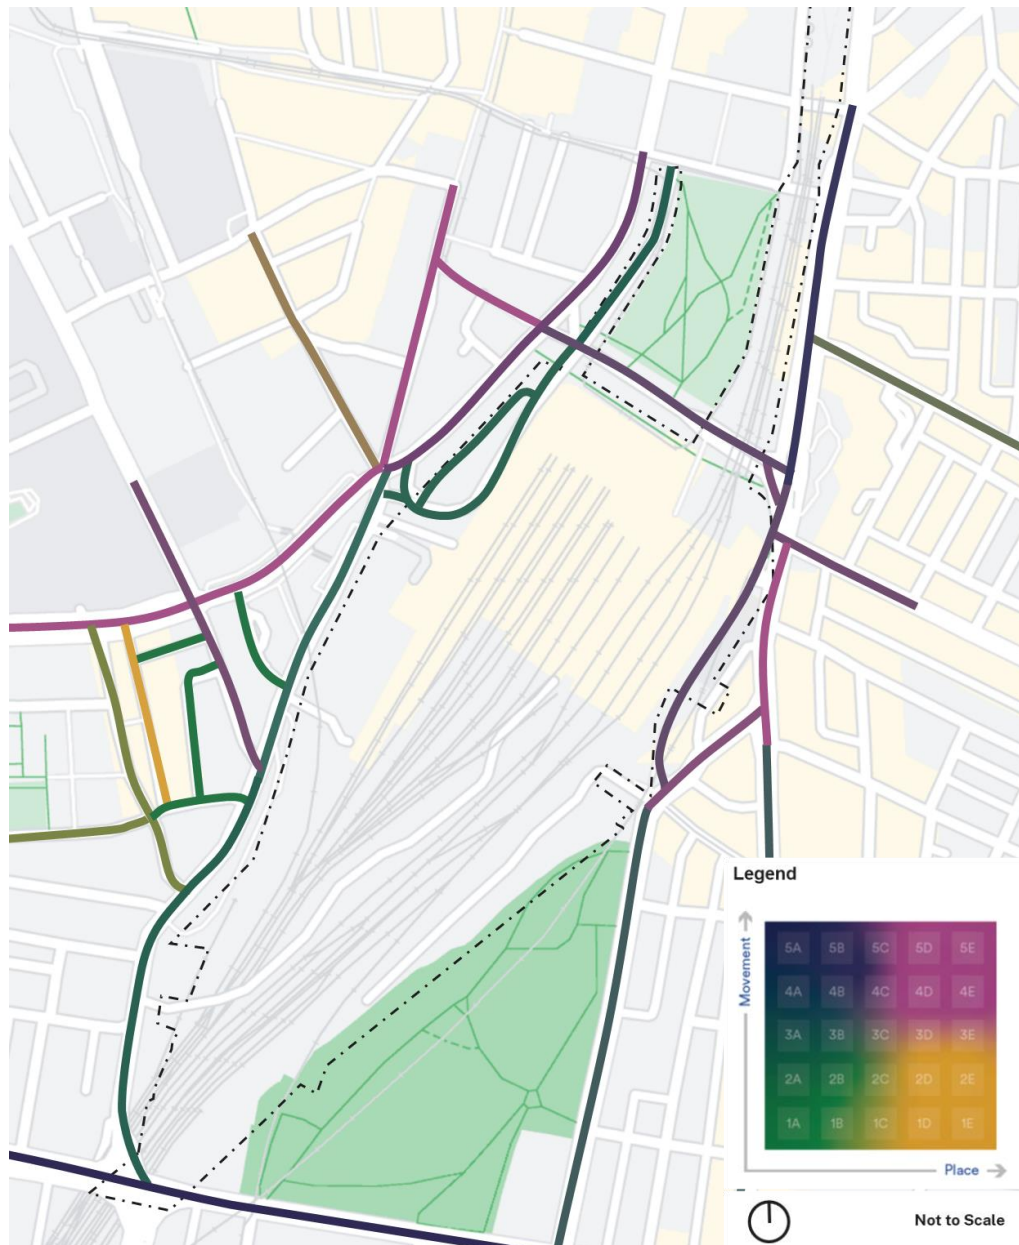 Legend
Movement
5A 5B 5C 5D 5E
4A 4B 4C 4D 4E
3A 3B 3C 3D 3E
2A 2B 2C 2D 2E
1A 1B 1C 1D 1E
Place
Not to Scale